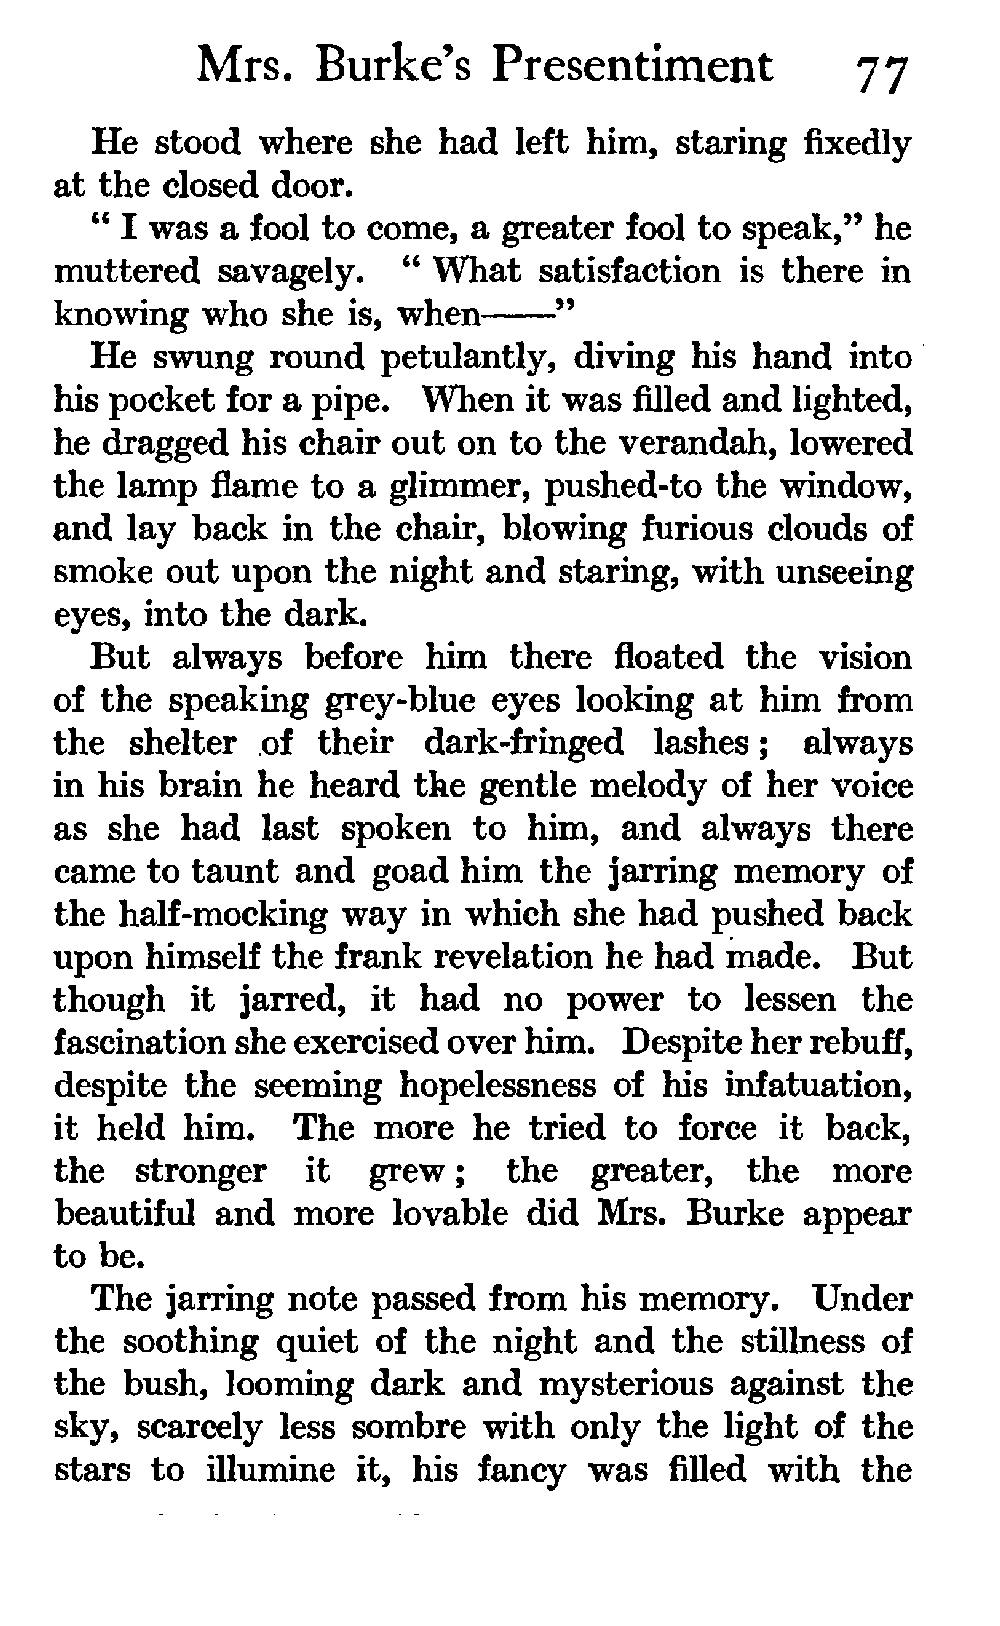 Mrs. Burke's Presentiment 77
He stood where she had left him, staring fixedly
at the closed door.
" I was a fool to come, a greater fool to speak," he
muttered savagely. " What satisfaction is there in
knowing who she is, when——"
He swung round petulantly, diving his hand into
his pocket for a pipe. When it was filled and lighted,
he dragged his chair out on to the verandah, lowered
the lamp flame to a glimmer, pushed-to the window,
and lay back in the chair, blowing furious clouds of
smoke out upon the night and staring, with unseeing
eyes, into the dark.
But always before him there floated the vision
of the speaking grey-blue eyes looking at him from
the shelter of their dark-fringed lashes ; always
in his brain he heard the gentle melody of her voice
as she had last spoken to him, and always there
came to taunt and goad him the jarring memory of
the half-mocking way in which she had pushed back
upon himself the frank revelation he had made. But
though it jarred, it had no power to lessen the
fascination she exercised over him. Despite her rebuff,
despite the seeming hopelessness of his infatuation,
it held him. The more he tried to force it back,
the stronger it grew ; the greater, the more
beautiful and more lovable did Mrs. Burke appear
to be.
The jarring note passed from his memory. Under
the soothing quiet of the night and the stillness of
the bush, looming dark and mysterious against the
sky, scarcely less sombre with only the light of the
stars to illumine it, his fancy was filled with the